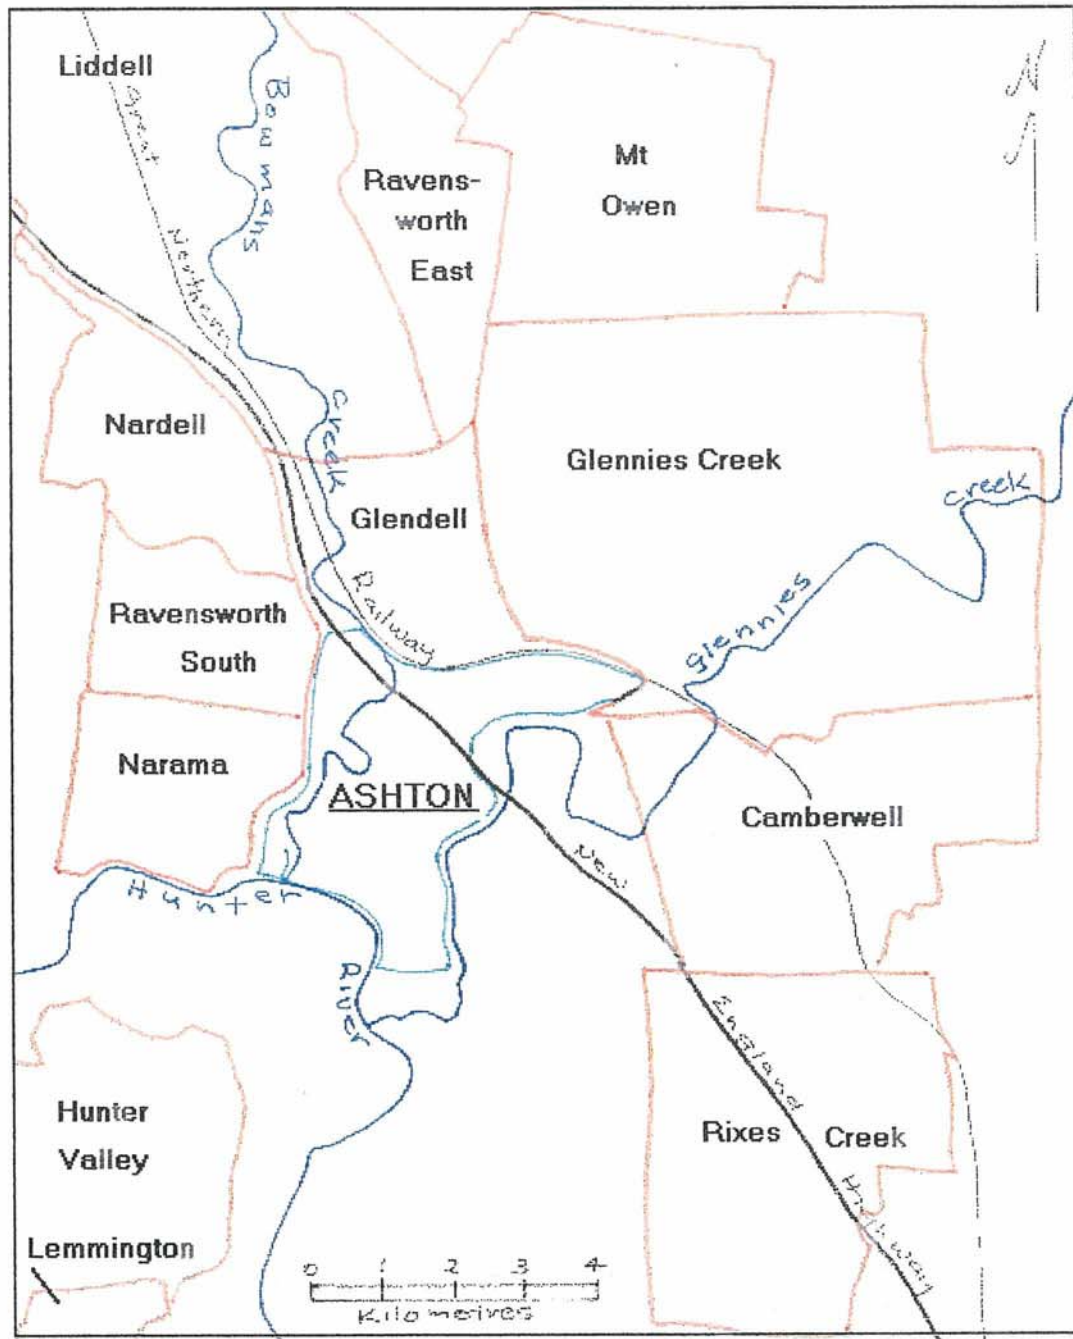 Liddell
Great
Northern
Railway
Bowmans
Creek
N
Ravens-
worth
East
Mt
Owen
Nardell
Glendell
Glennies Creek
Glennies
Creek
Ravensworth
South
Narama
ASHTON
Camberwell
Hunter
River
New
England
Highway
Hunter
Valley
Rixes Creek
Lemmington
0 1 2 3 4
Kilometres